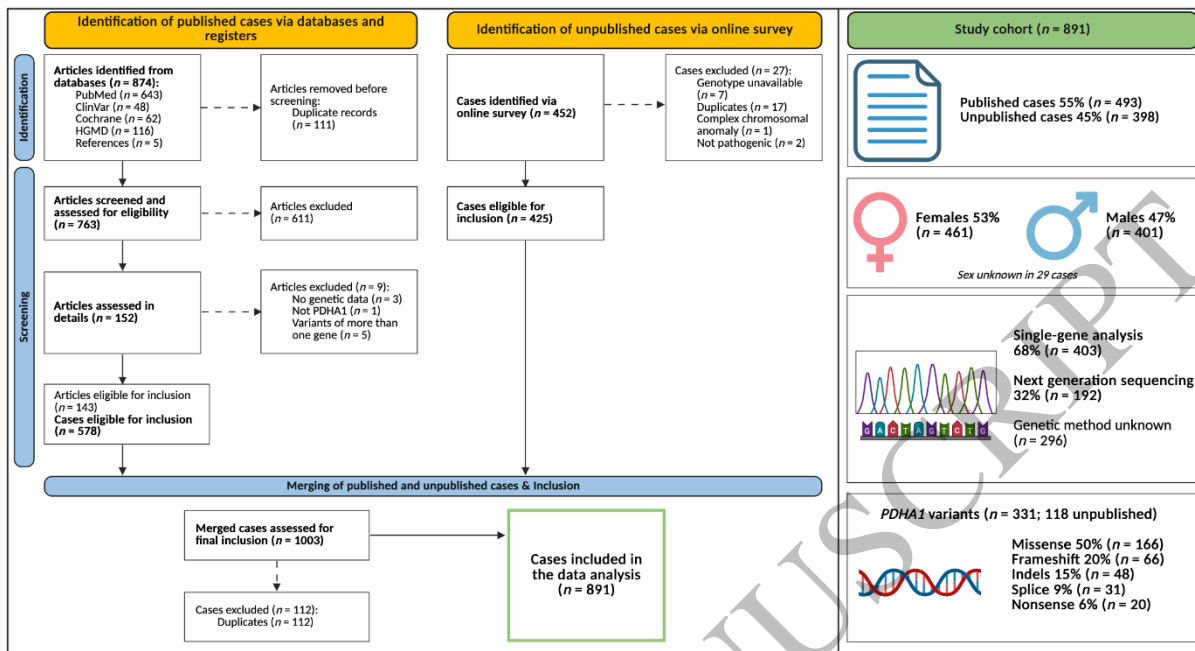 Identification of published cases via databases and
registers
Identification
Articles identified from
databases (n = 874):
PubMed (n = 643)
ClinVar (n = 48)
Cochrane (n = 62)
HGMD (n = 116)
References (n = 5)
Articles removed before
screening:
Duplicate records
(n = 111)
Screening
Articles screened and
assessed for eligibility
(n = 763)
Articles excluded
(n = 611)
Articles assessed in
details (n = 152)
Articles excluded (n = 9):
No genetic data (n = 3)
Not PDHA1 (n = 1)
Variants of more than
one gene (n = 5)
Articles eligible for inclusion
(n = 143)
Cases eligible for inclusion
(n = 578)
Identification of unpublished cases via online survey
Cases identified via
online survey (n = 452)
Cases excluded (n = 27):
Genotype unavailable
(n = 7)
Duplicates (n = 17)
Complex chromosomal
anomaly (n = 1)
Not pathogenic (n = 2)
Cases eligible for
inclusion (n = 425)
Merging of published and unpublished cases & Inclusion
Merged cases assessed for
final inclusion (n = 1003)
Cases excluded (n = 112):
Duplicates (n = 112)
Cases included in
the data analysis
(n = 891)
Study cohort (n = 891)
Published cases 55% (n = 493)
Unpublished cases 45% (n = 398)
Females 53%
(n = 461)
Males 47%
(n = 401)
Sex unknown in 29 cases
Single-gene analysis
68% (n = 403)
Next generation sequencing
32% (n = 192)
Genetic method unknown
(n = 296)
G A C T A G T C T G
PDHA1 variants (n = 331; 118 unpublished)
Missense 50% (n = 166)
Frameshift 20% (n = 66)
Indels 15% (n = 48)
Splice 9% (n = 31)
Nonsense 6% (n = 20)